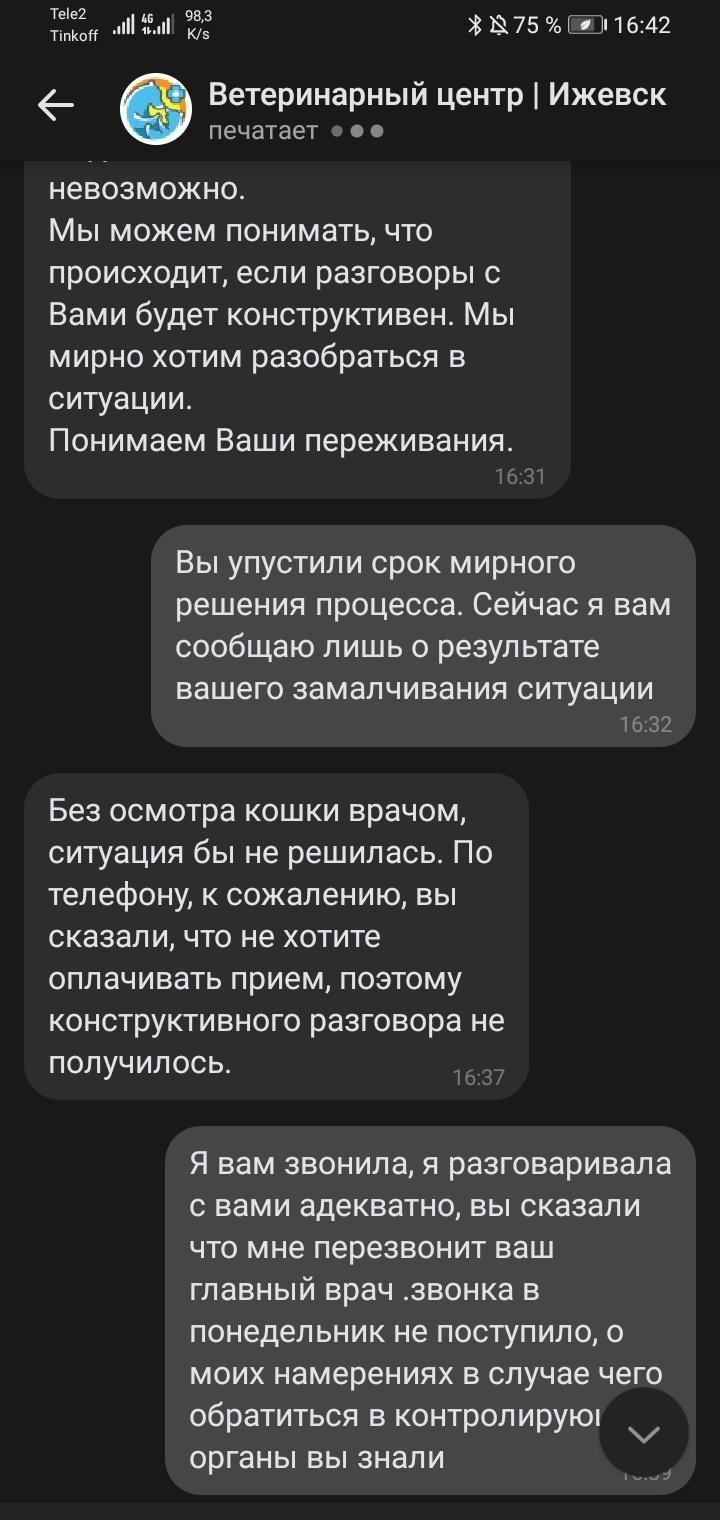 Tele2
Tinkoff
4G
98,3
K/s
75 %
16:42
Ветеринарный центр | Ижевск
печатает
невозможно.
Мы можем понимать, что
происходит, если разговоры с
Вами будет конструктивен. Мы
мирно хотим разобраться в
ситуации.
Понимаем Ваши переживания.
16:31
Вы упустили срок мирного
решения процесса. Сейчас я вам
сообщаю лишь о результате
вашего замалчивания ситуации
16:32
Без осмотра кошки врачом,
ситуация бы не решилась. По
телефону, к сожалению, вы
сказали, что не хотите
оплачивать прием, поэтому
конструктивного разговора не
получилось.
16:37
Я вам звонила, я разговаривала
с вами адекватно, вы сказали
что мне перезвонит ваш
главный врач .звонка в
понедельник не поступило, о
моих намерениях в случае чего
обратиться в
органы вы знали